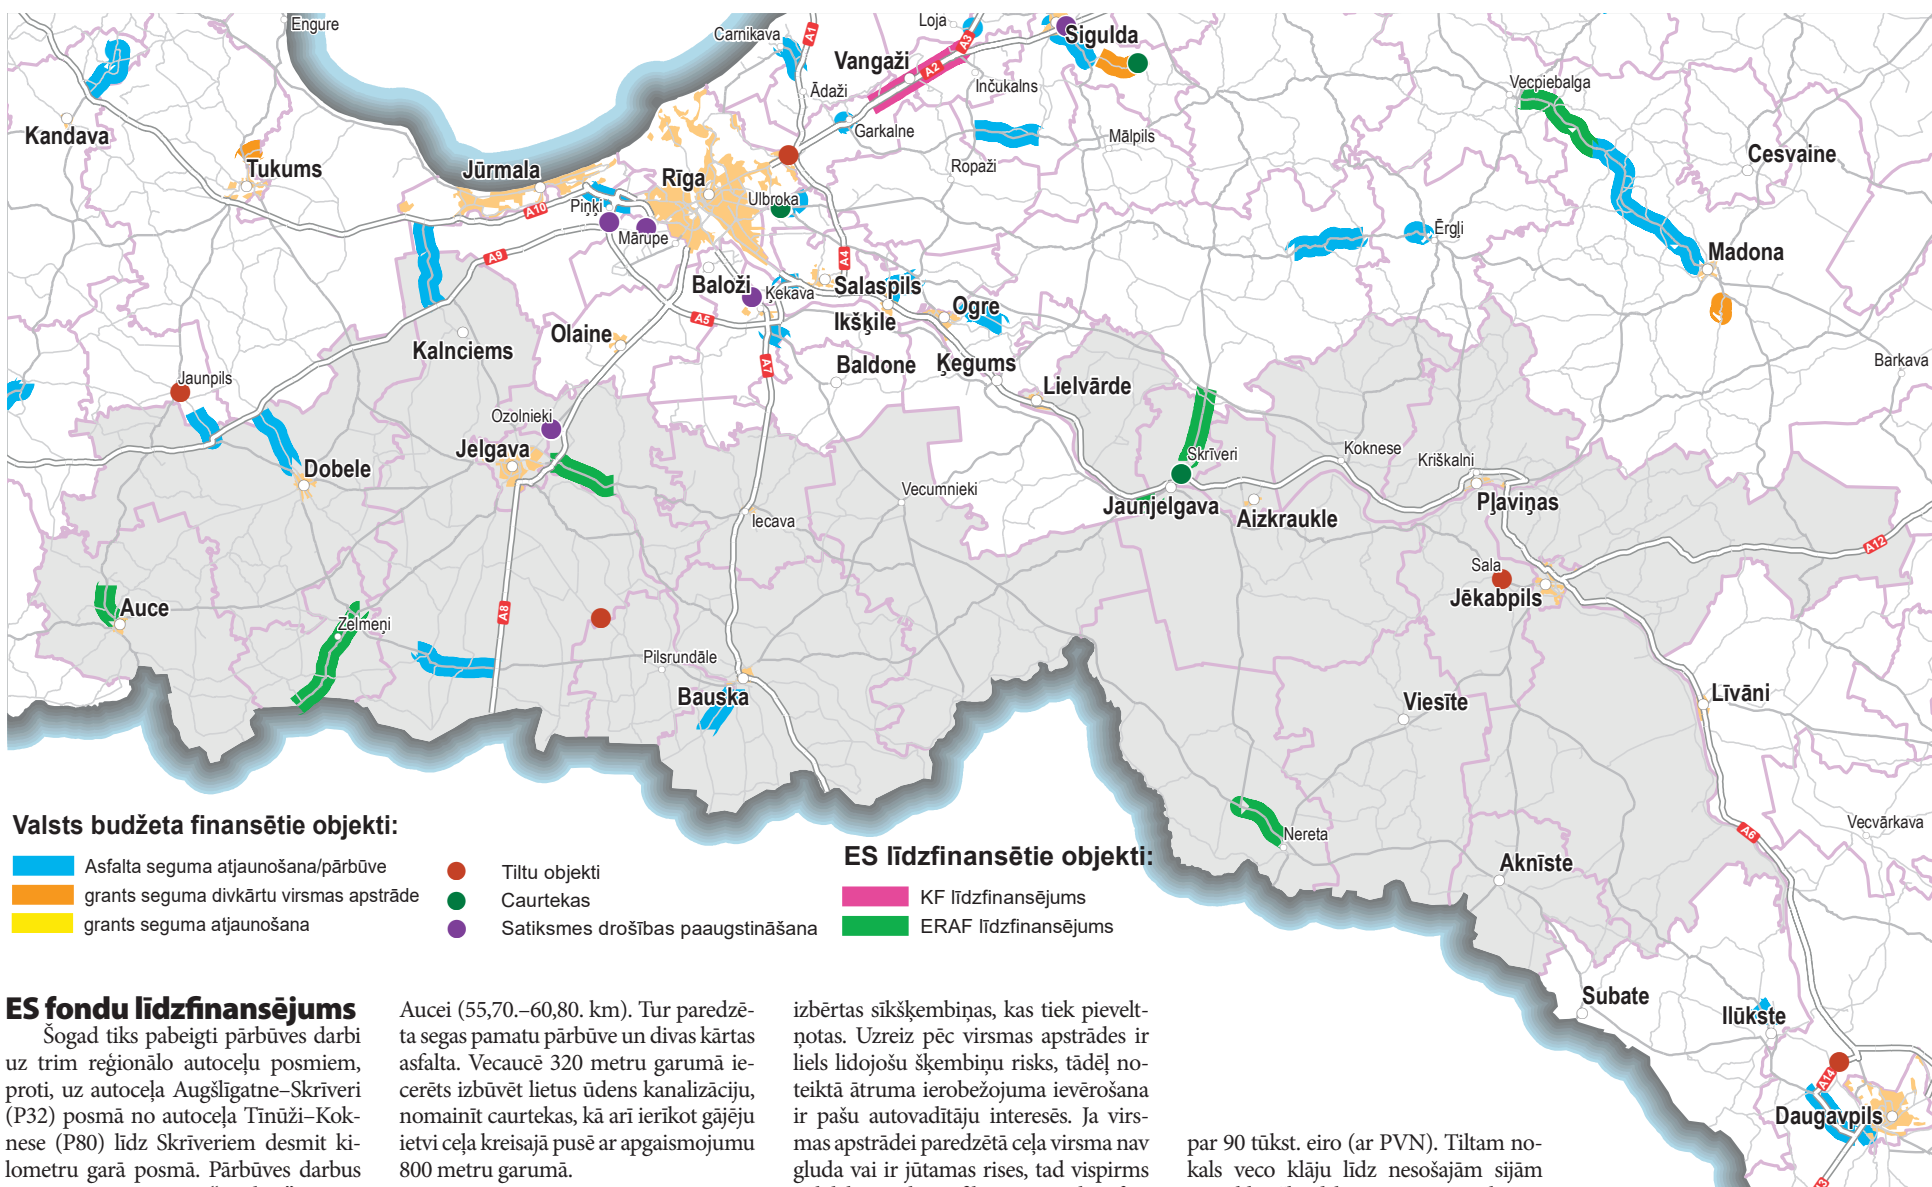 Engure
Carnikava
A1
Loja
Sigulda
Vangaži
A3
A2
Ādaži
Inčukalns
Vecpiebalga
Kandava
Garkalne
Mālpils
Cesvaine
Tukums
Jūrmala
Rīga
Ropaži
Ulbroka
Piņķi
A10
Mārupe
Ērgļi
A9
A4
Madona
Baloži
Ķekava
Salaspils
Ogre
Ikšķile
A5
Olaine
Kalnciems
Baldone
Ķegums
A7
Barkava
Jaunpils
Lielvārde
Ozolnieki
Jelgava
Dobele
Skrīveri
Koknese
Kriškalni
Vecumnieki
Jaunjelgava
Aizkraukle
Pļaviņas
Iecava
A12
Sala
Jēkabpils
Auce
A8
Zelmeņi
Pilsrundāle
Bauska
Viesīte
Līvāni
Nereta
A6
Vecvārkava
Aknīste
Subate
Ilūkste
A14
Daugavpils
A13
Valsts budžeta finansētie objekti:
Asfalta seguma atjaunošana/pārbūve
grants seguma divkārtu virsmas apstrāde
grants seguma atjaunošana
Tiltu objekti
Caurtekas
Satiksmes drošības paaugstināšana
ES līdzfinansētie objekti:
KF līdzfinansējums
ERAF līdzfinansējums
ES fondu līdzfinansējums
Šogad tiks pabeigti pārbūves darbi
uz trim reģionālo autoceļu posmiem,
proti, uz autoceļa Augšlīgatne–Skrīveri
(P32) posmā no autoceļa Tīnūži–Kok-
nese (P80) līdz Skrīveriem desmit ki-
lometru garā posmā. Pārbūves darbus
Aucei (55,70.–60,80. km). Tur paredzē-
ta segas pamatu pārbūve un divas kārtas
asfalta. Vecaucē 320 metru garumā ie-
cerēts izbūvēt lietus ūdens kanalizāciju,
nomainīt caurtekas, kā arī ierīkot gājēju
ietvi ceļa kreisajā pusē ar apgaismojumu
800 metru garumā.
izbērtas sīkšķembiņas, kas tiek pievelt-
ņotas. Uzreiz pēc virsmas apstrādes ir
liels lidojošu šķembiņu risks, tādēļ no-
teiktā ātruma ierobežojuma ievērošana
ir pašu autovadītāju interesēs. Ja virs-
mas apstrādei paredzētā ceļa virsma nav
gluda vai ir jūtamas rises, tad vispirms
par 90 tūkst. eiro (ar PVN). Tiltam no-
kals veco klāju līdz nesošajām sijām